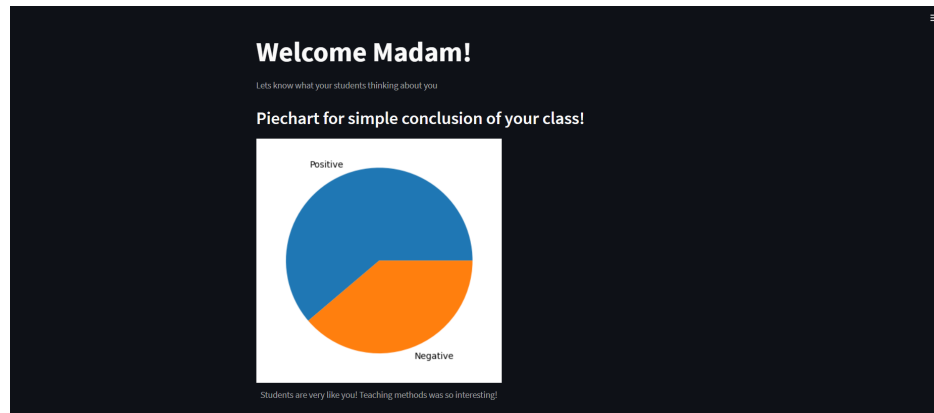 Welcome Madam!
Lets know what your students thinking about you
Piechart for simple conclusion of your class!
Positive
Negative
Students are very like you! Teaching methods was so interesting!